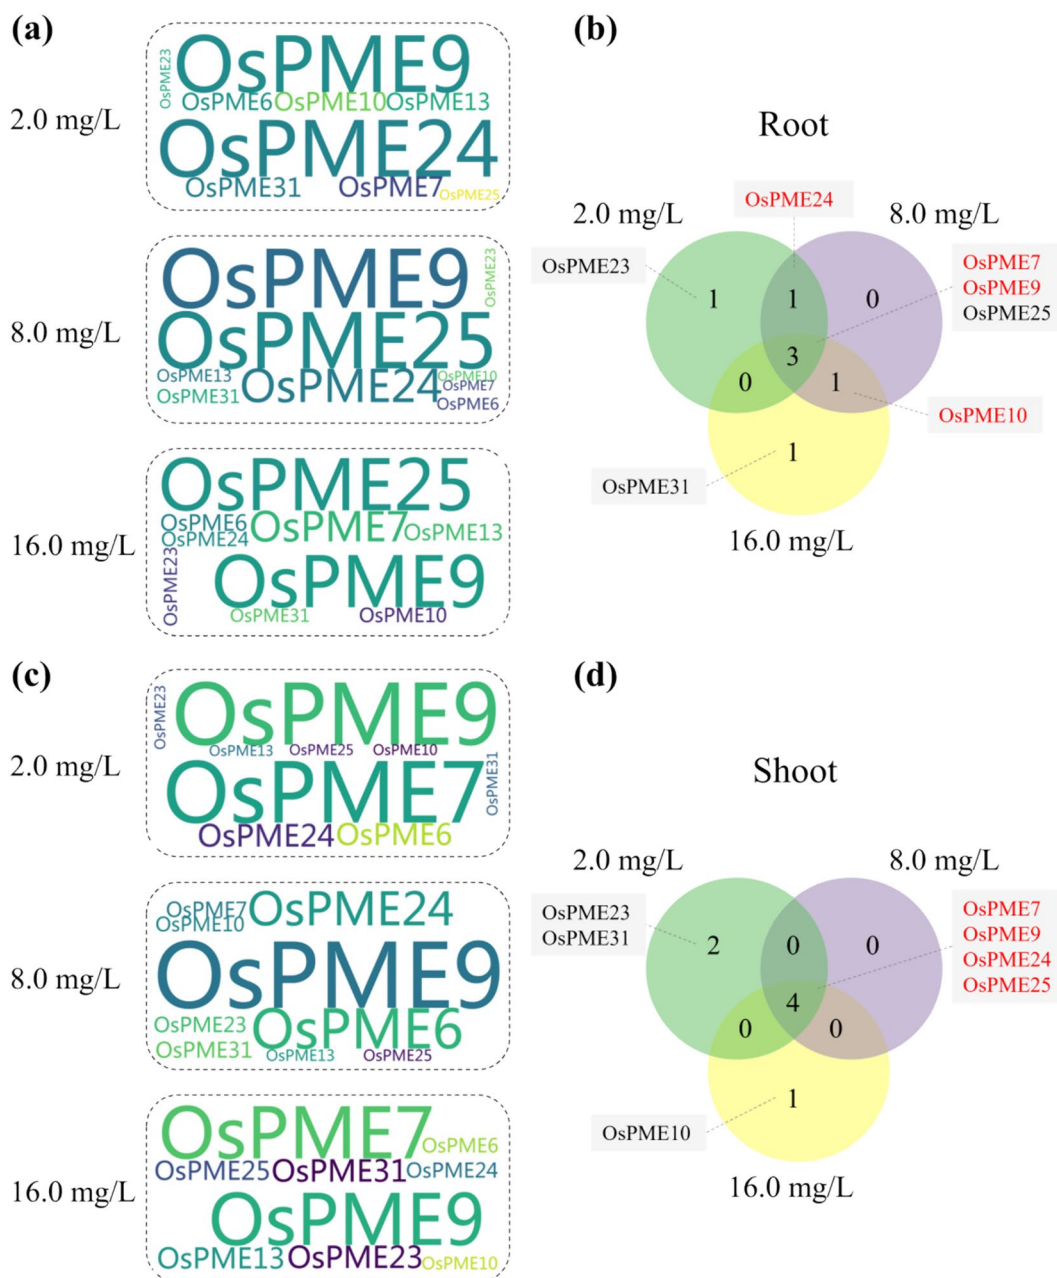 (a)
2.0 mg/L
OsPME23
OsPME9
OsPME6 OsPME10 OsPME13
OsPME24
OsPME31 OsPME7 OsPME25
8.0 mg/L
OsPME9
OsPME23
OsPME25
OsPME13 OsPME24 OsPME10
OsPME7
OsPME31 OsPME6
16.0 mg/L
OsPME25
OsPME6 OsPME7 OsPME13
OsPME24
OsPME23
OsPME9
OsPME31 OsPME10
(b)
Root
OsPME24
2.0 mg/L 8.0 mg/L
OsPME23
OsPME7
OsPME9
OsPME25
1 1 0
3
0 1
OsPME10
1
OsPME31
16.0 mg/L
(c)
2.0 mg/L
OsPME23
OsPME9
OsPME13 OsPME25 OsPME10
OsPME7
OsPME31
OsPME24 OsPME6
8.0 mg/L
OsPME7 OsPME24
OsPME10
OsPME9
OsPME23 OsPME6
OsPME31
OsPME13 OsPME25
16.0 mg/L
OsPME7 OsPME6
OsPME25 OsPME31 OsPME24
OsPME9
OsPME13 OsPME23 OsPME10
(d)
Shoot
2.0 mg/L 8.0 mg/L
OsPME23
OsPME31
OsPME7
OsPME9
OsPME24
OsPME25
2 0 0
4
0 0
1
OsPME10
16.0 mg/L